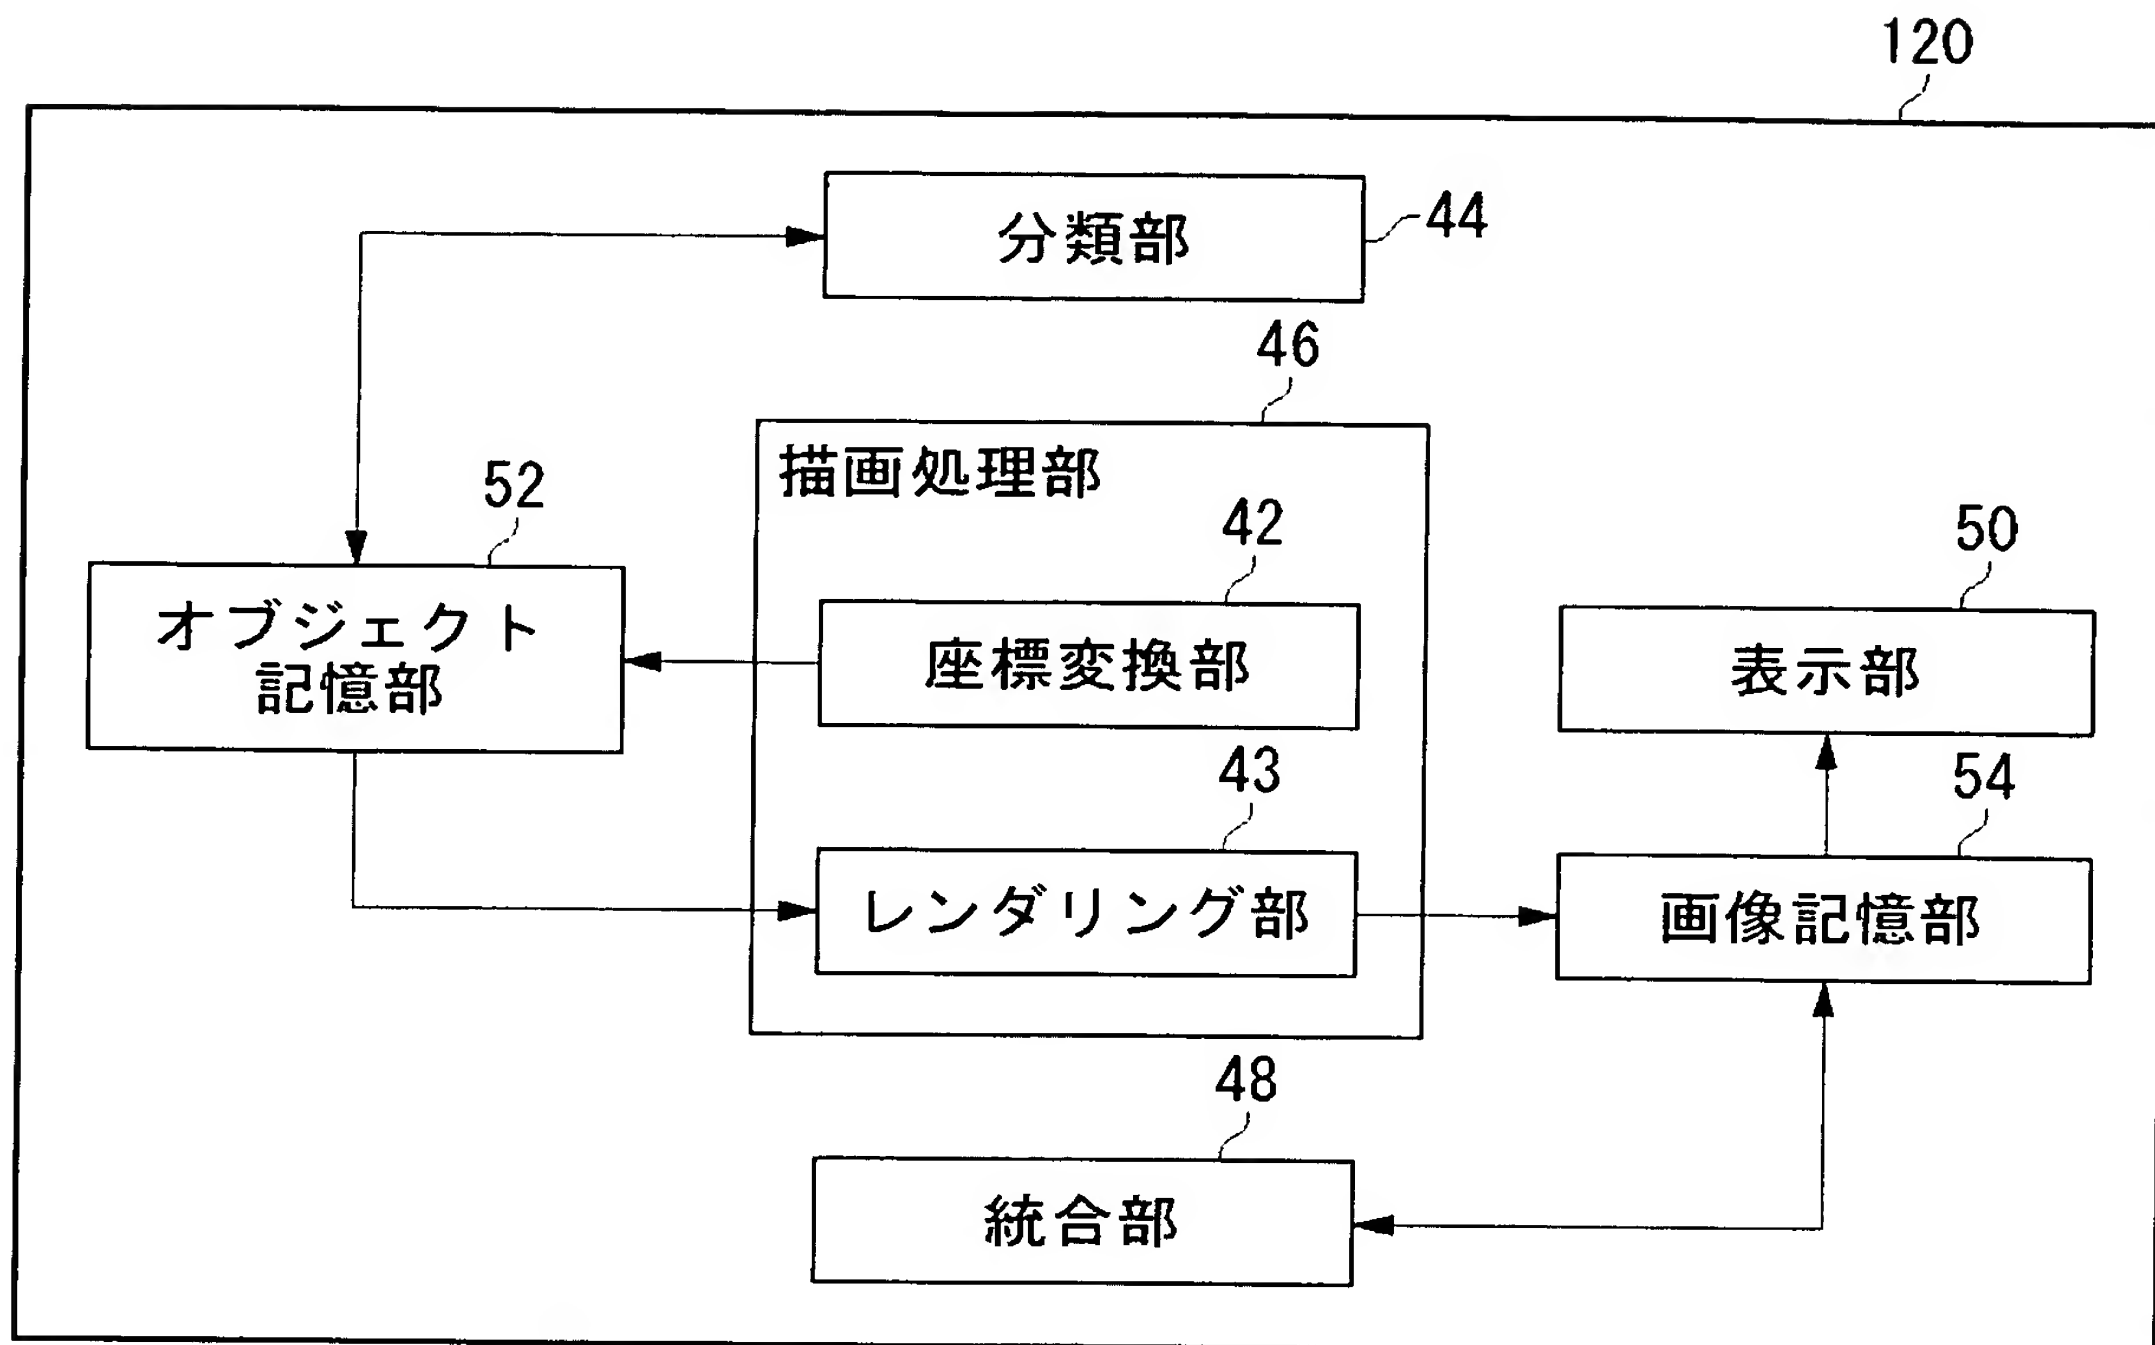 120
分類部
44
46
描画処理部
52
42
50
オブジェクト
記憶部
座標変換部
表示部
43
54
レンダリング部
画像記憶部
48
統合部